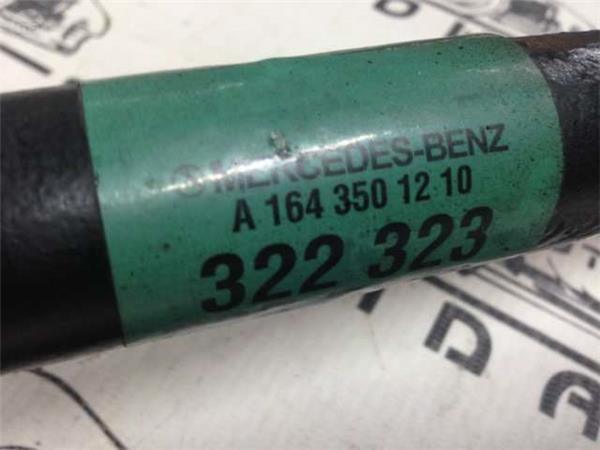 MERCEDES-BENZ
A 164 350 12 10
322 323
I D A